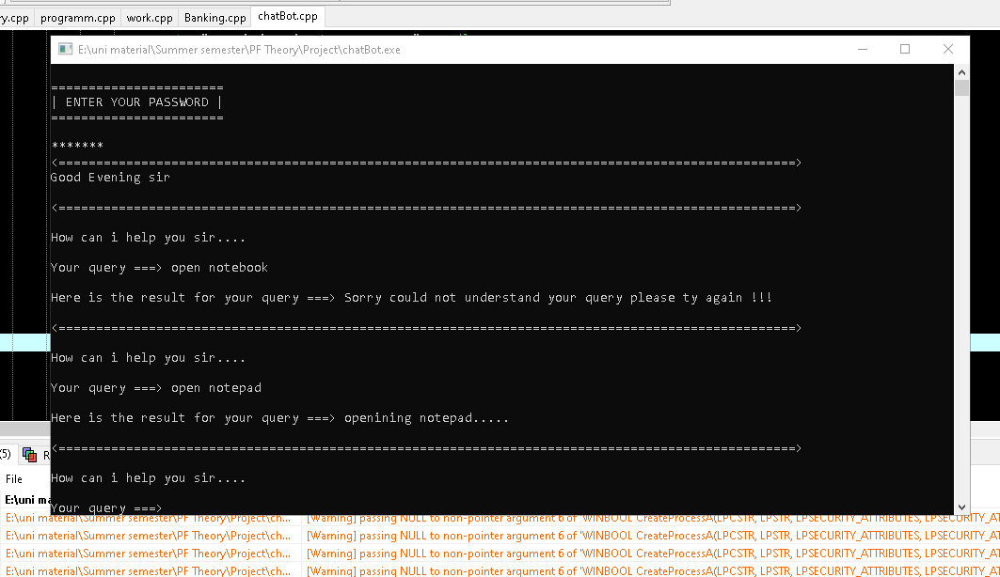 ry.cpp programm.cpp work.cpp Banking.cpp chatBot.cpp
E:\uni material\Summer semester\PF Theory\Project\chatBot.exe
=======================
| ENTER YOUR PASSWORD |
=======================
*******
<==================================================================================================>
Good Evening sir
<==================================================================================================>
How can i help you sir....
Your query ===> open notebook
Here is the result for your query ===> Sorry could not understand your query please ty again !!!
<==================================================================================================>
How can i help you sir....
Your query ===> open notepad
Here is the result for your query ===> openining notepad.....
<==================================================================================================>
How can i help you sir....
Your query ===>
(5) R
File
E:\uni ma
E:\uni material\Summer semester\PF Theory\Project\ch... [Warning] passing NULL to non-pointer argument 6 of 'WINBOOL CreateProcessA(LPCSTR, LPSTR, LPSECURITY_ATTRIBUTES, LPSECURITY_A
E:\uni material\Summer semester\PF Theory\Project\ch... [Warning] passing NULL to non-pointer argument 6 of 'WINBOOL CreateProcessA(LPCSTR, LPSTR, LPSECURITY_ATTRIBUTES, LPSECURITY_AT
E:\uni material\Summer semester\PF Theory\Project\ch... [Warning] passing NULL to non-pointer argument 6 of 'WINBOOL CreateProcessA(LPCSTR, LPSTR, LPSECURITY_ATTRIBUTES, LPSECURITY_AT
E:\uni material\Summer semester\PF Theory\Project\ch... [Warning] passing NULL to non-pointer argument 6 of 'WINBOOL CreateProcessA(LPCSTR, LPSTR, LPSECURITY_ATTRIBUTES, LPSECURITY_AT